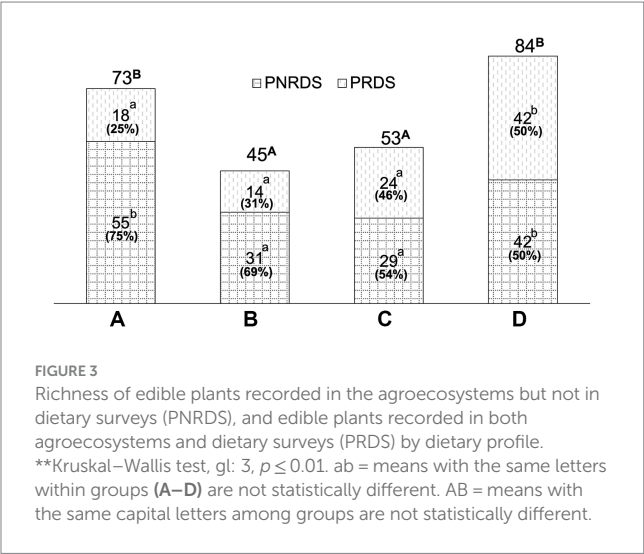 84B
73B
PNRDS PRDS
18a
(25%)
42b
(50%)
53A
45A
24a
(46%)
14
a
(31%)
55b
(75%)
42b
(50%)
31a
(69%)
29a
(54%)
A B C D
FIGURE 3
Richness of edible plants recorded in the agroecosystems but not in
dietary surveys (PNRDS), and edible plants recorded in both
agroecosystems and dietary surveys (PRDS) by dietary profile.
**Kruskal–Wallis test, gl: 3, p ≤ 0.01. ab = means with the same letters
within groups (A–D) are not statistically different. AB = means with
the same capital letters among groups are not statistically different.